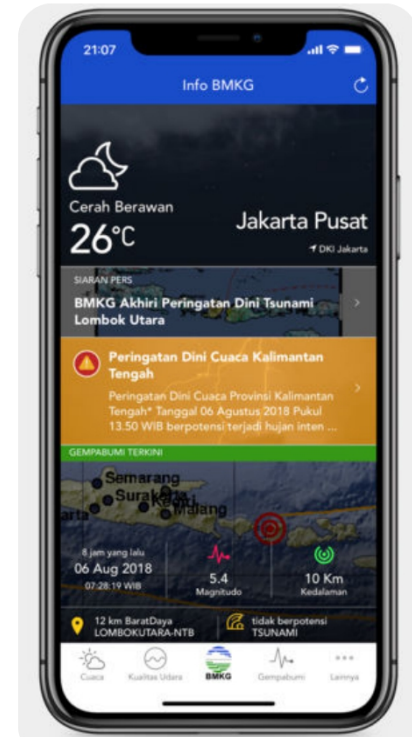 21:07
Info BMKG
Cerah Berawan
26°C
Jakarta Pusat
DKI Jakarta
SIARAN PERS
BMKG Akhiri Peringatan Dini Tsunami
Lombok Utara
Peringatan Dini Cuaca Kalimantan
Tengah
Peringatan Dini Cuaca Provinsi Kalimantan
Tengah* Tanggal 06 Agustus 2018 Pukul
13.50 WIB berpotensi terjadi hujan inten ...
GEMPABUMI TERKINI
Semarang
Surakarta
Malang
8 jam yang lalu
06 Aug 2018
07:28:19 WIB
5.4
Magnitudo
10 Km
Kedalaman
12 km BaratDaya
LOMBOKUTARA-NTB
tidak berpotensi
TSUNAMI
Cuaca
Kualitas Udara
BMKG
Gempabumi
Lainnya